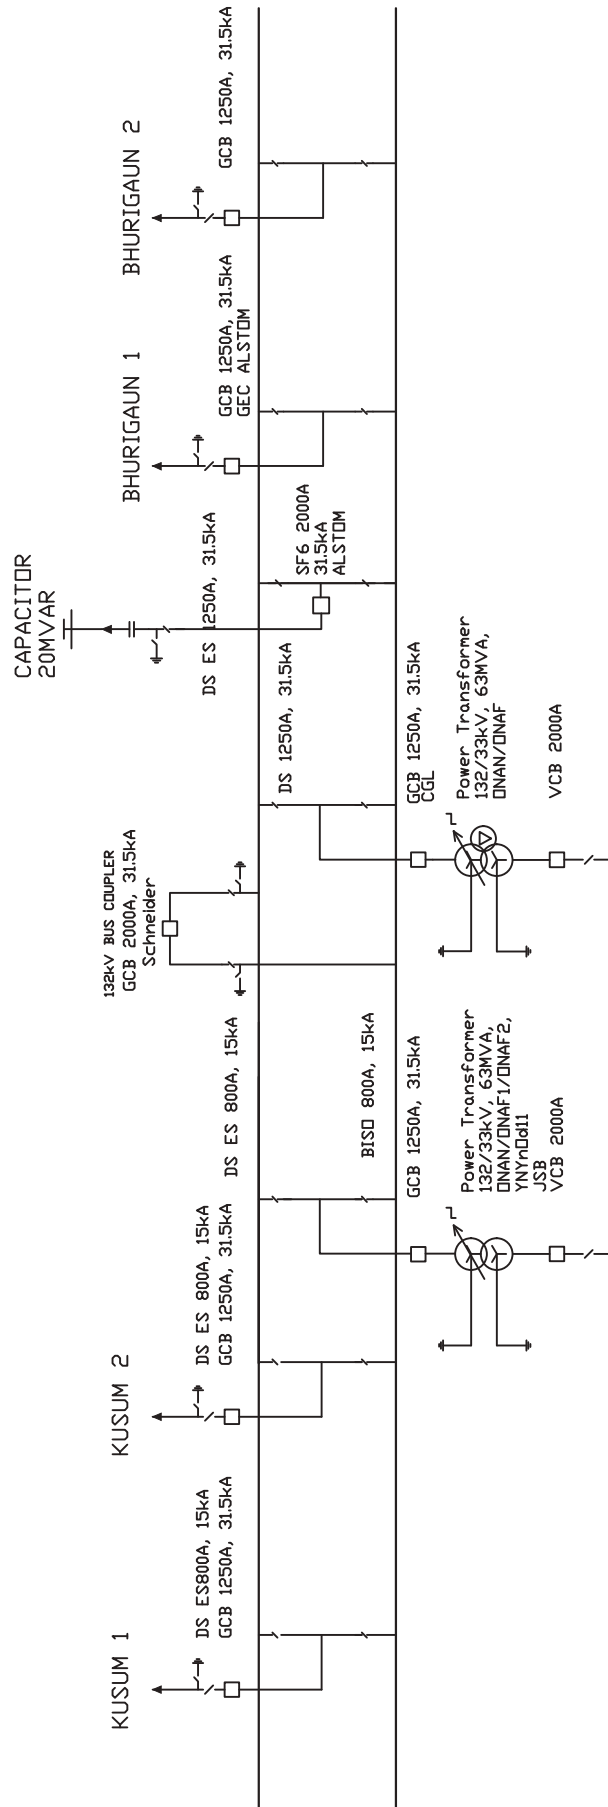 KUSUM 1
DS ES800A, 15kA
GCB 1250A, 31.5kA
KUSUM 2
DS ES 800A, 15kA
GCB 1250A, 31.5kA
DS ES 800A, 15kA
BISO 800A, 15kA
GCB 1250A, 31.5kA
Power Transformer
132/33kV, 63MVA,
ONAN/ONAF1/ONAF2,
YNYn0d11
JSB
VCB 2000A
132kV BUS COUPLER
GCB 2000A, 31.5kA
Schneider
DS 1250A, 31.5kA
GCB 1250A, 31.5kA
CGL
Power Transformer
132/33kV, 63MVA,
ONAN/ONAF
VCB 2000A
CAPACITOR
20MVAR
DS ES 1250A, 31.5kA
SF6 2000A
31.5kA
ALSTOM
BHURIGAUN 1
GCB 1250A, 31.5kA
GEC ALSTOM
BHURIGAUN 2
GCB 1250A, 31.5kA